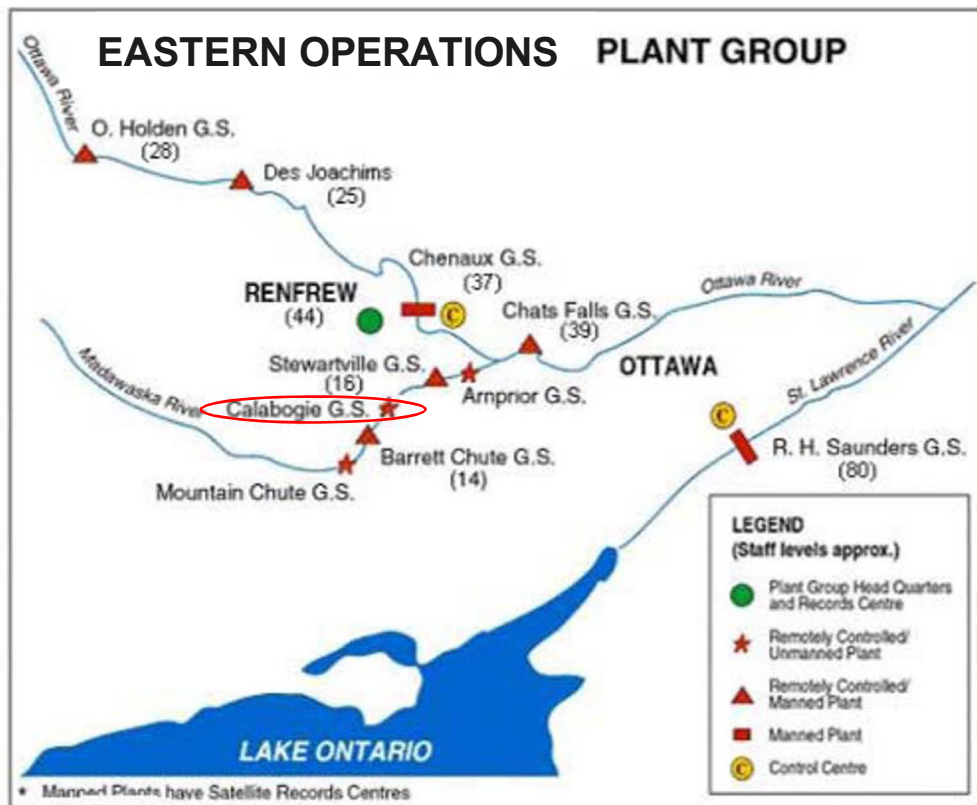 EASTERN OPERATIONS PLANT GROUP
Ottawa River
O. Holden G.S.
(28)
Des Joachims
(25)
Chenaux G.S.
(37)
C
RENFREW
(44)
Chats Falls G.S.
(39)
Ottawa River
Stewartville G.S.
(16)
OTTAWA
Arnprior G.S.
Madawaska River
Calabogie G.S.
St. Lawrence River
C
Barrett Chute G.S.
(14)
R. H. Saunders G.S.
(80)
Mountain Chute G.S.
LEGEND
(Staff levels approx.)
Plant Group Head Quarters
and Records Centre
Remotely Controlled/
Unmanned Plant
Remotely Controlled/
Manned Plant
Manned Plant
C Control Centre
LAKE ONTARIO
* Manned Plants have Satellite Records Centres